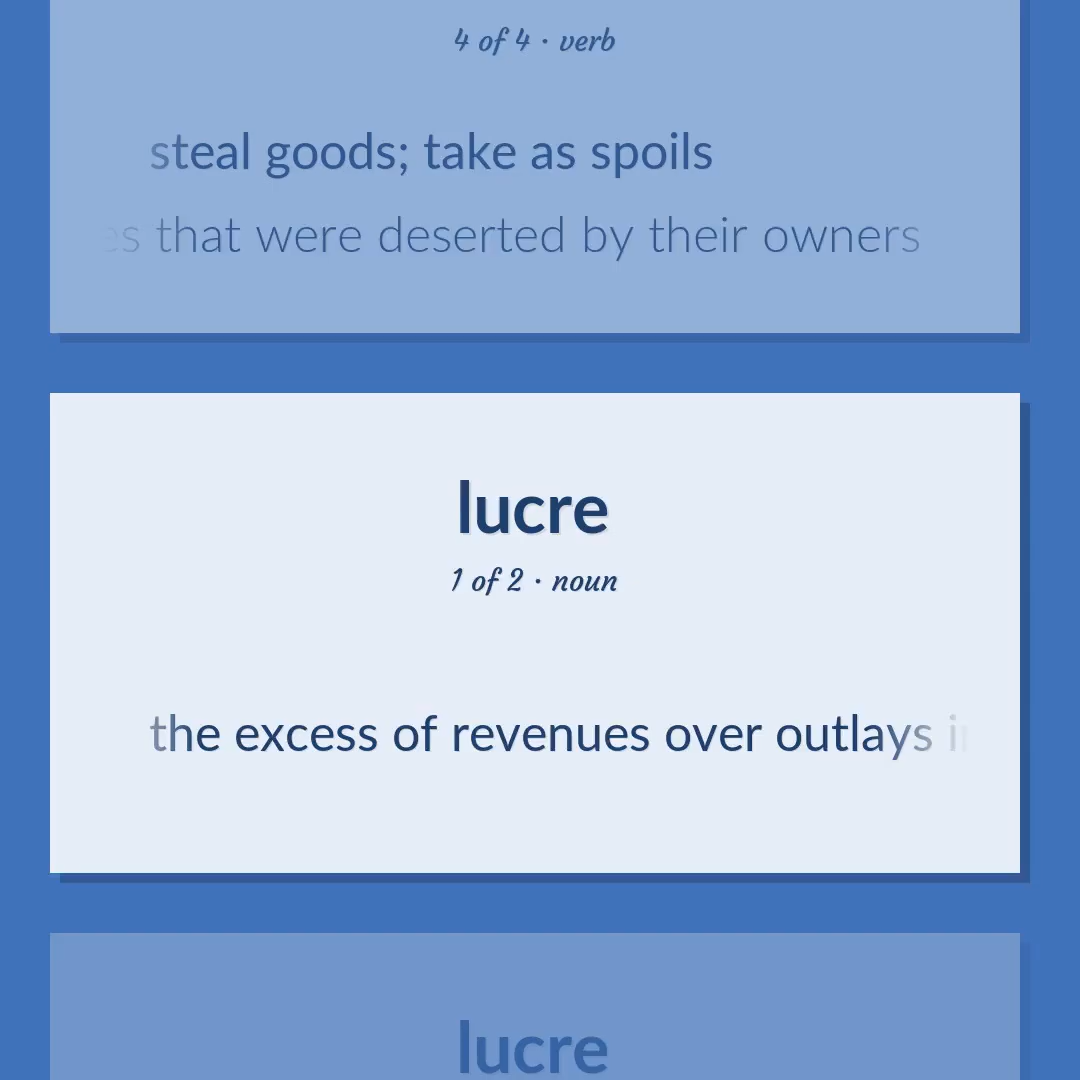 4 of 4 · verb
steal goods; take as spoils
that were deserted by their owners
lucre
1 of 2 · noun
the excess of revenues over outlays
lucre